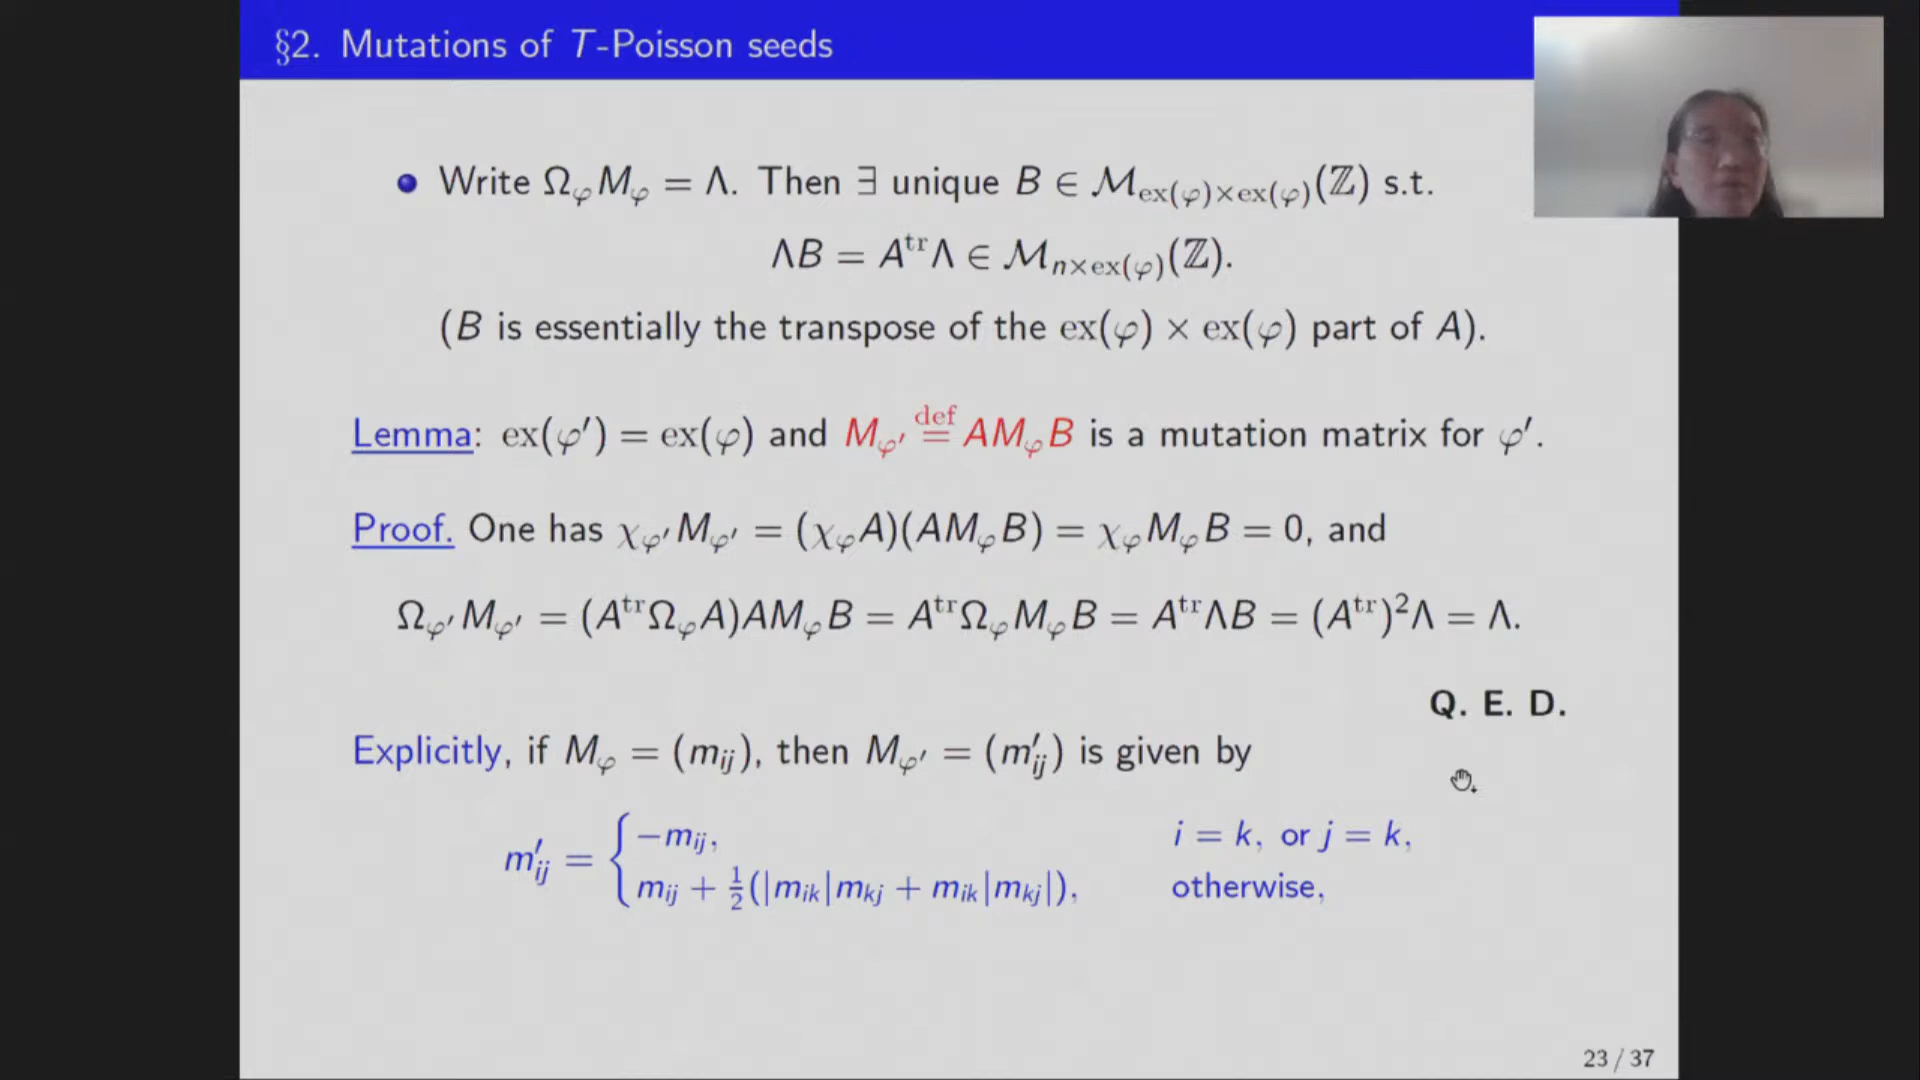 §2. Mutations of T-Poisson seeds
• Write Ω_φ M_φ = Λ. Then ∃ unique B ∈ ℳ_{ex(φ)×ex(φ)}(ℤ) s.t.
ΛB = A^{tr}Λ ∈ ℳ_{n×ex(φ)}(ℤ).
(B is essentially the transpose of the ex(φ) × ex(φ) part of A).
Lemma: ex(φ′) = ex(φ) and M_{φ′} \overset{def}{=} AM_φB is a mutation matrix for φ′.
Proof. One has χ_{φ′}M_{φ′} = (χ_φA)(AM_φB) = χ_φM_φB = 0, and
Ω_{φ′}M_{φ′} = (A^{tr}Ω_φA)AM_φB = A^{tr}Ω_φM_φB = A^{tr}ΛB = (A^{tr})^2Λ = Λ.
Q. E. D.
Explicitly, if M_φ = (m_{ij}), then M_{φ′} = (m′_{ij}) is given by
m′_{ij} = { −m_{ij}, i = k, or j = k,
m_{ij} + \frac{1}{2}(|m_{ik}|m_{kj} + m_{ik}|m_{kj}|), otherwise,
23 / 37